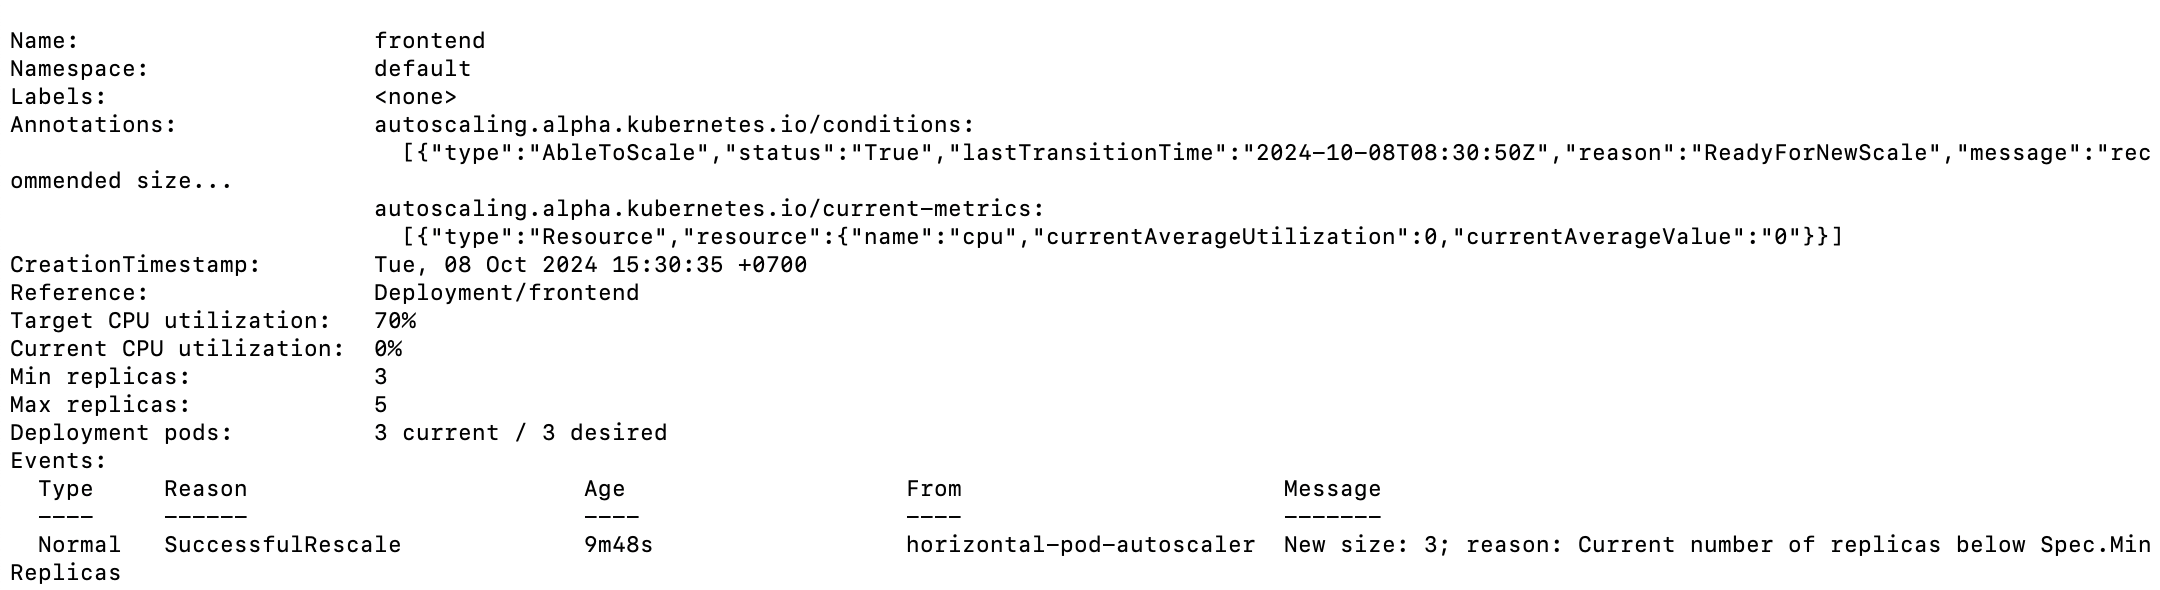 Name:                     frontend
Namespace:                default
Labels:                   <none>
Annotations:              autoscaling.alpha.kubernetes.io/conditions:
                            [{"type":"AbleToScale","status":"True","lastTransitionTime":"2024-10-08T08:30:50Z","reason":"ReadyForNewScale","message":"rec
ommended size...
                          autoscaling.alpha.kubernetes.io/current-metrics:
                            [{"type":"Resource","resource":{"name":"cpu","currentAverageUtilization":0,"currentAverageValue":"0"}}]
CreationTimestamp:        Tue, 08 Oct 2024 15:30:35 +0700
Reference:                Deployment/frontend
Target CPU utilization:   70%
Current CPU utilization:  0%
Min replicas:             3
Max replicas:             5
Deployment pods:          3 current / 3 desired
Events:
  Type     Reason                        Age                    From                       Message
  ----     ------                        ----                   ----                       -------
  Normal   SuccessfulRescale             9m48s                  horizontal-pod-autoscaler  New size: 3; reason: Current number of replicas below Spec.Min
Replicas